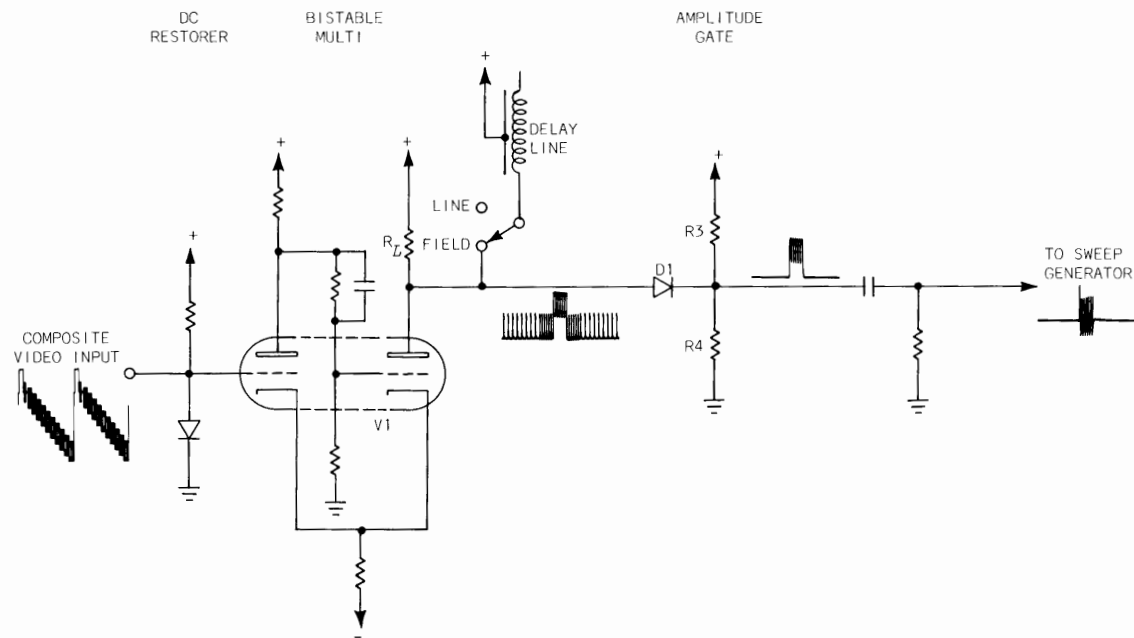 DC
RESTORER
BISTABLE
MULTI
AMPLITUDE
GATE
+
DELAY
LINE
+
+
+
LINE
R3
+
R_L
FIELD
D1
TO SWEEP
GENERATOR
COMPOSITE
VIDEO INPUT
R4
V1
-